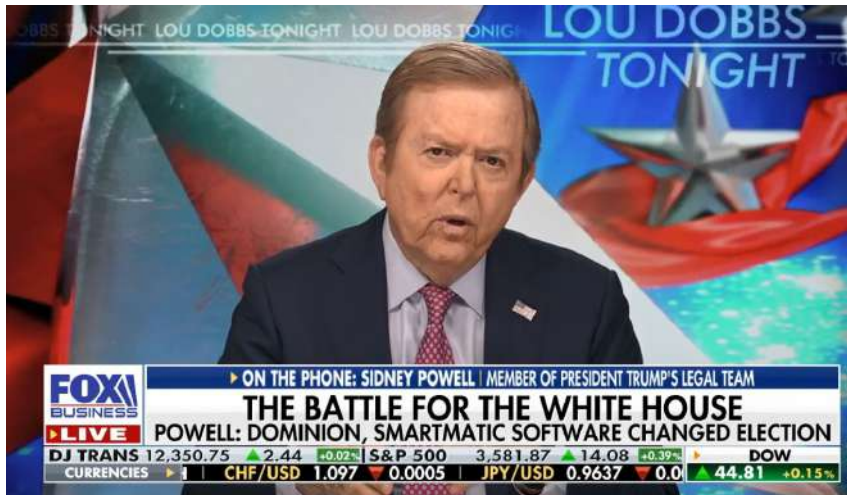 NIGHT LOU DOBBS TONIGHT LOU DOBBS
LOU DOBBS
TONIGHT
ON THE PHONE: SIDNEY POWELL | MEMBER OF PRESIDENT TRUMP'S LEGAL TEAM
FOX
BUSINESS
LIVE
THE BATTLE FOR THE WHITE HOUSE
POWELL: DOMINION, SMARTMATIC SOFTWARE CHANGED ELECTION
DJ TRANS 12,350.75 ▲ 2.44 +0.02% S&P 500 3,581.87 ▲ 14.08 +0.39% DOW
CURRENCIES CHF/USD 1.097 ▼ 0.0005 JPY/USD 0.9637 ▼ ▲ 44.81 +0.15%